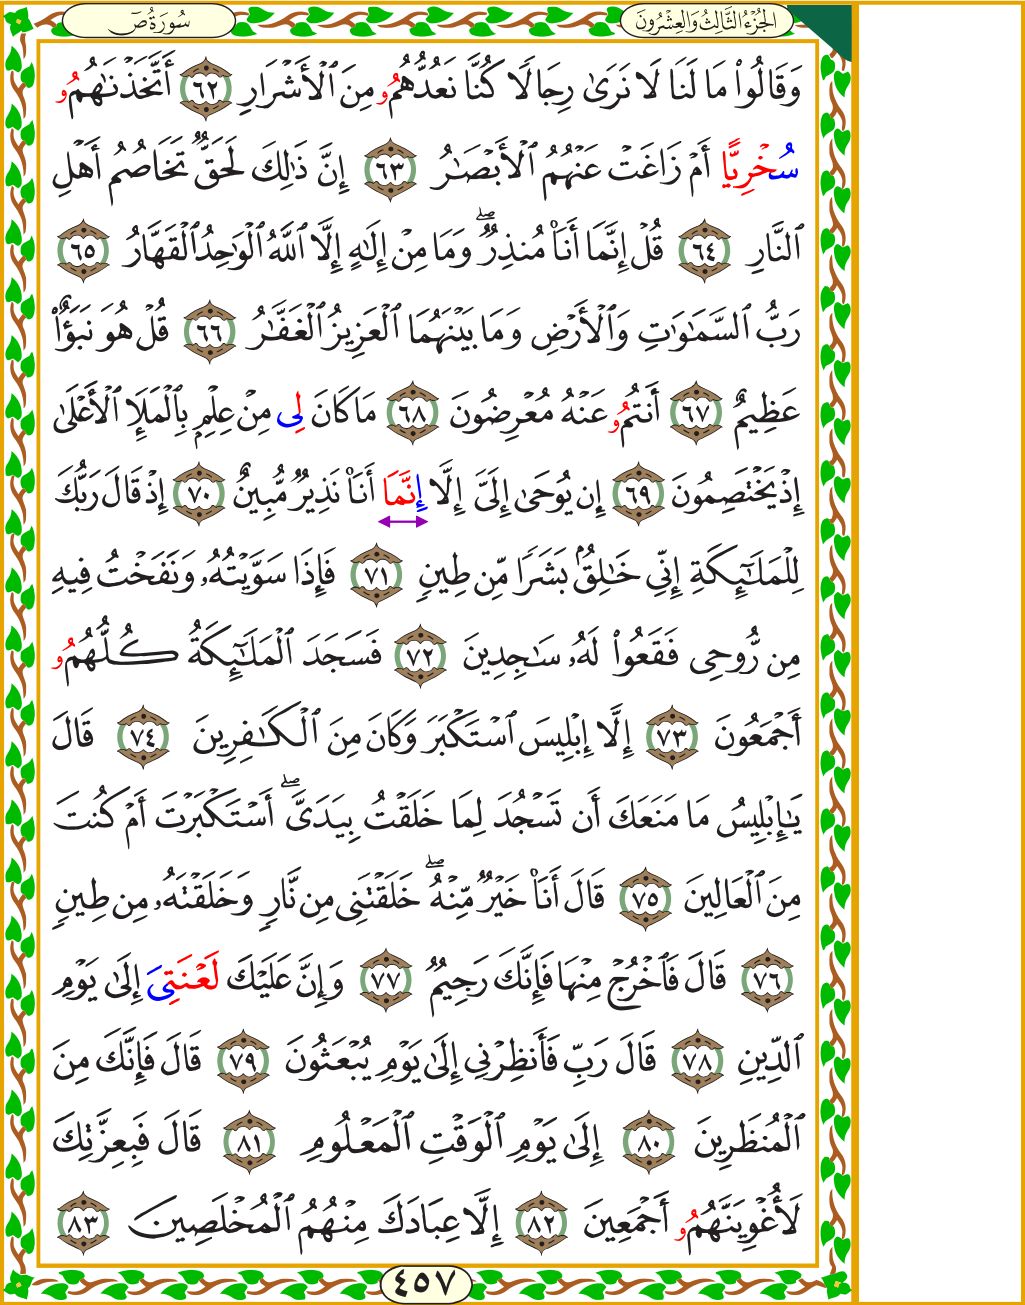 الجُزْءُ الثَّالِثُ وَالعِشْرُونَ
سُورَةُ صٓ
وَقَالُوا۟ مَا لَنَا لَا نَرَىٰ رِجَالًا كُنَّا نَعُدُّهُمُۥ مِنَ ٱلْأَشْرَارِ ٦٢ أَتَّخَذْنَٰهُمُۥ
سُخْرِيًّا أَمْ زَاغَتْ عَنْهُمُ ٱلْأَبْصَٰرُ ٦٣ إِنَّ ذَٰلِكَ لَحَقٌّ تَخَاصُمُ أَهْلِ
ٱلنَّارِ ٦٤ قُلْ إِنَّمَا أَنَا۠ مُنذِرٌ ۖ وَمَا مِنْ إِلَٰهٍ إِلَّا ٱللَّهُ ٱلْوَٰحِدُ ٱلْقَهَّارُ ٦٥
رَبُّ ٱلسَّمَٰوَٰتِ وَٱلْأَرْضِ وَمَا بَيْنَهُمَا ٱلْعَزِيزُ ٱلْغَفَّٰرُ ٦٦ قُلْ هُوَ نَبَؤٌا۟
عَظِيمٌ ٦٧ أَنتُمُۥ عَنْهُ مُعْرِضُونَ ٦٨ مَا كَانَ لِى مِنْ عِلْمٍۭ بِٱلْمَلَإِ ٱلْأَعْلَىٰ
إِذْ يَخْتَصِمُونَ ٦٩ إِن يُوحَىٰ إِلَىَّ إِلَّا إِنَّمَا أَنَا۠ نَذِيرٌ مُّبِينٌ ٧٠ إِذْ قَالَ رَبُّكَ
لِلْمَلَٰٓئِكَةِ إِنِّى خَٰلِقٌۢ بَشَرًا مِّن طِينٍ ٧١ فَإِذَا سَوَّيْتُهُۥ وَنَفَخْتُ فِيهِ
مِن رُّوحِى فَقَعُوا۟ لَهُۥ سَٰجِدِينَ ٧٢ فَسَجَدَ ٱلْمَلَٰٓئِكَةُ كُلُّهُمُۥ
أَجْمَعُونَ ٧٣ إِلَّا إِبْلِيسَ ٱسْتَكْبَرَ وَكَانَ مِنَ ٱلْكَٰفِرِينَ ٧٤ قَالَ
يَٰإِبْلِيسُ مَا مَنَعَكَ أَن تَسْجُدَ لِمَا خَلَقْتُ بِيَدَىَّ ۖ أَسْتَكْبَرْتَ أَمْ كُنتَ
مِنَ ٱلْعَالِينَ ٧٥ قَالَ أَنَا۠ خَيْرٌ مِّنْهُ ۖ خَلَقْتَنِى مِن نَّارٍ وَخَلَقْتَهُۥ مِن طِينٍ
٧٦ قَالَ فَٱخْرُجْ مِنْهَا فَإِنَّكَ رَجِيمٌ ٧٧ وَإِنَّ عَلَيْكَ لَعْنَتِىَ إِلَىٰ يَوْمِ
ٱلدِّينِ ٧٨ قَالَ رَبِّ فَأَنظِرْنِى إِلَىٰ يَوْمِ يُبْعَثُونَ ٧٩ قَالَ فَإِنَّكَ مِنَ
ٱلْمُنظَرِينَ ٨٠ إِلَىٰ يَوْمِ ٱلْوَقْتِ ٱلْمَعْلُومِ ٨١ قَالَ فَبِعِزَّتِكَ
لَأُغْوِيَنَّهُمُۥ أَجْمَعِينَ ٨٢ إِلَّا عِبَادَكَ مِنْهُمُ ٱلْمُخْلَصِينَ ٨٣
٤٥٧